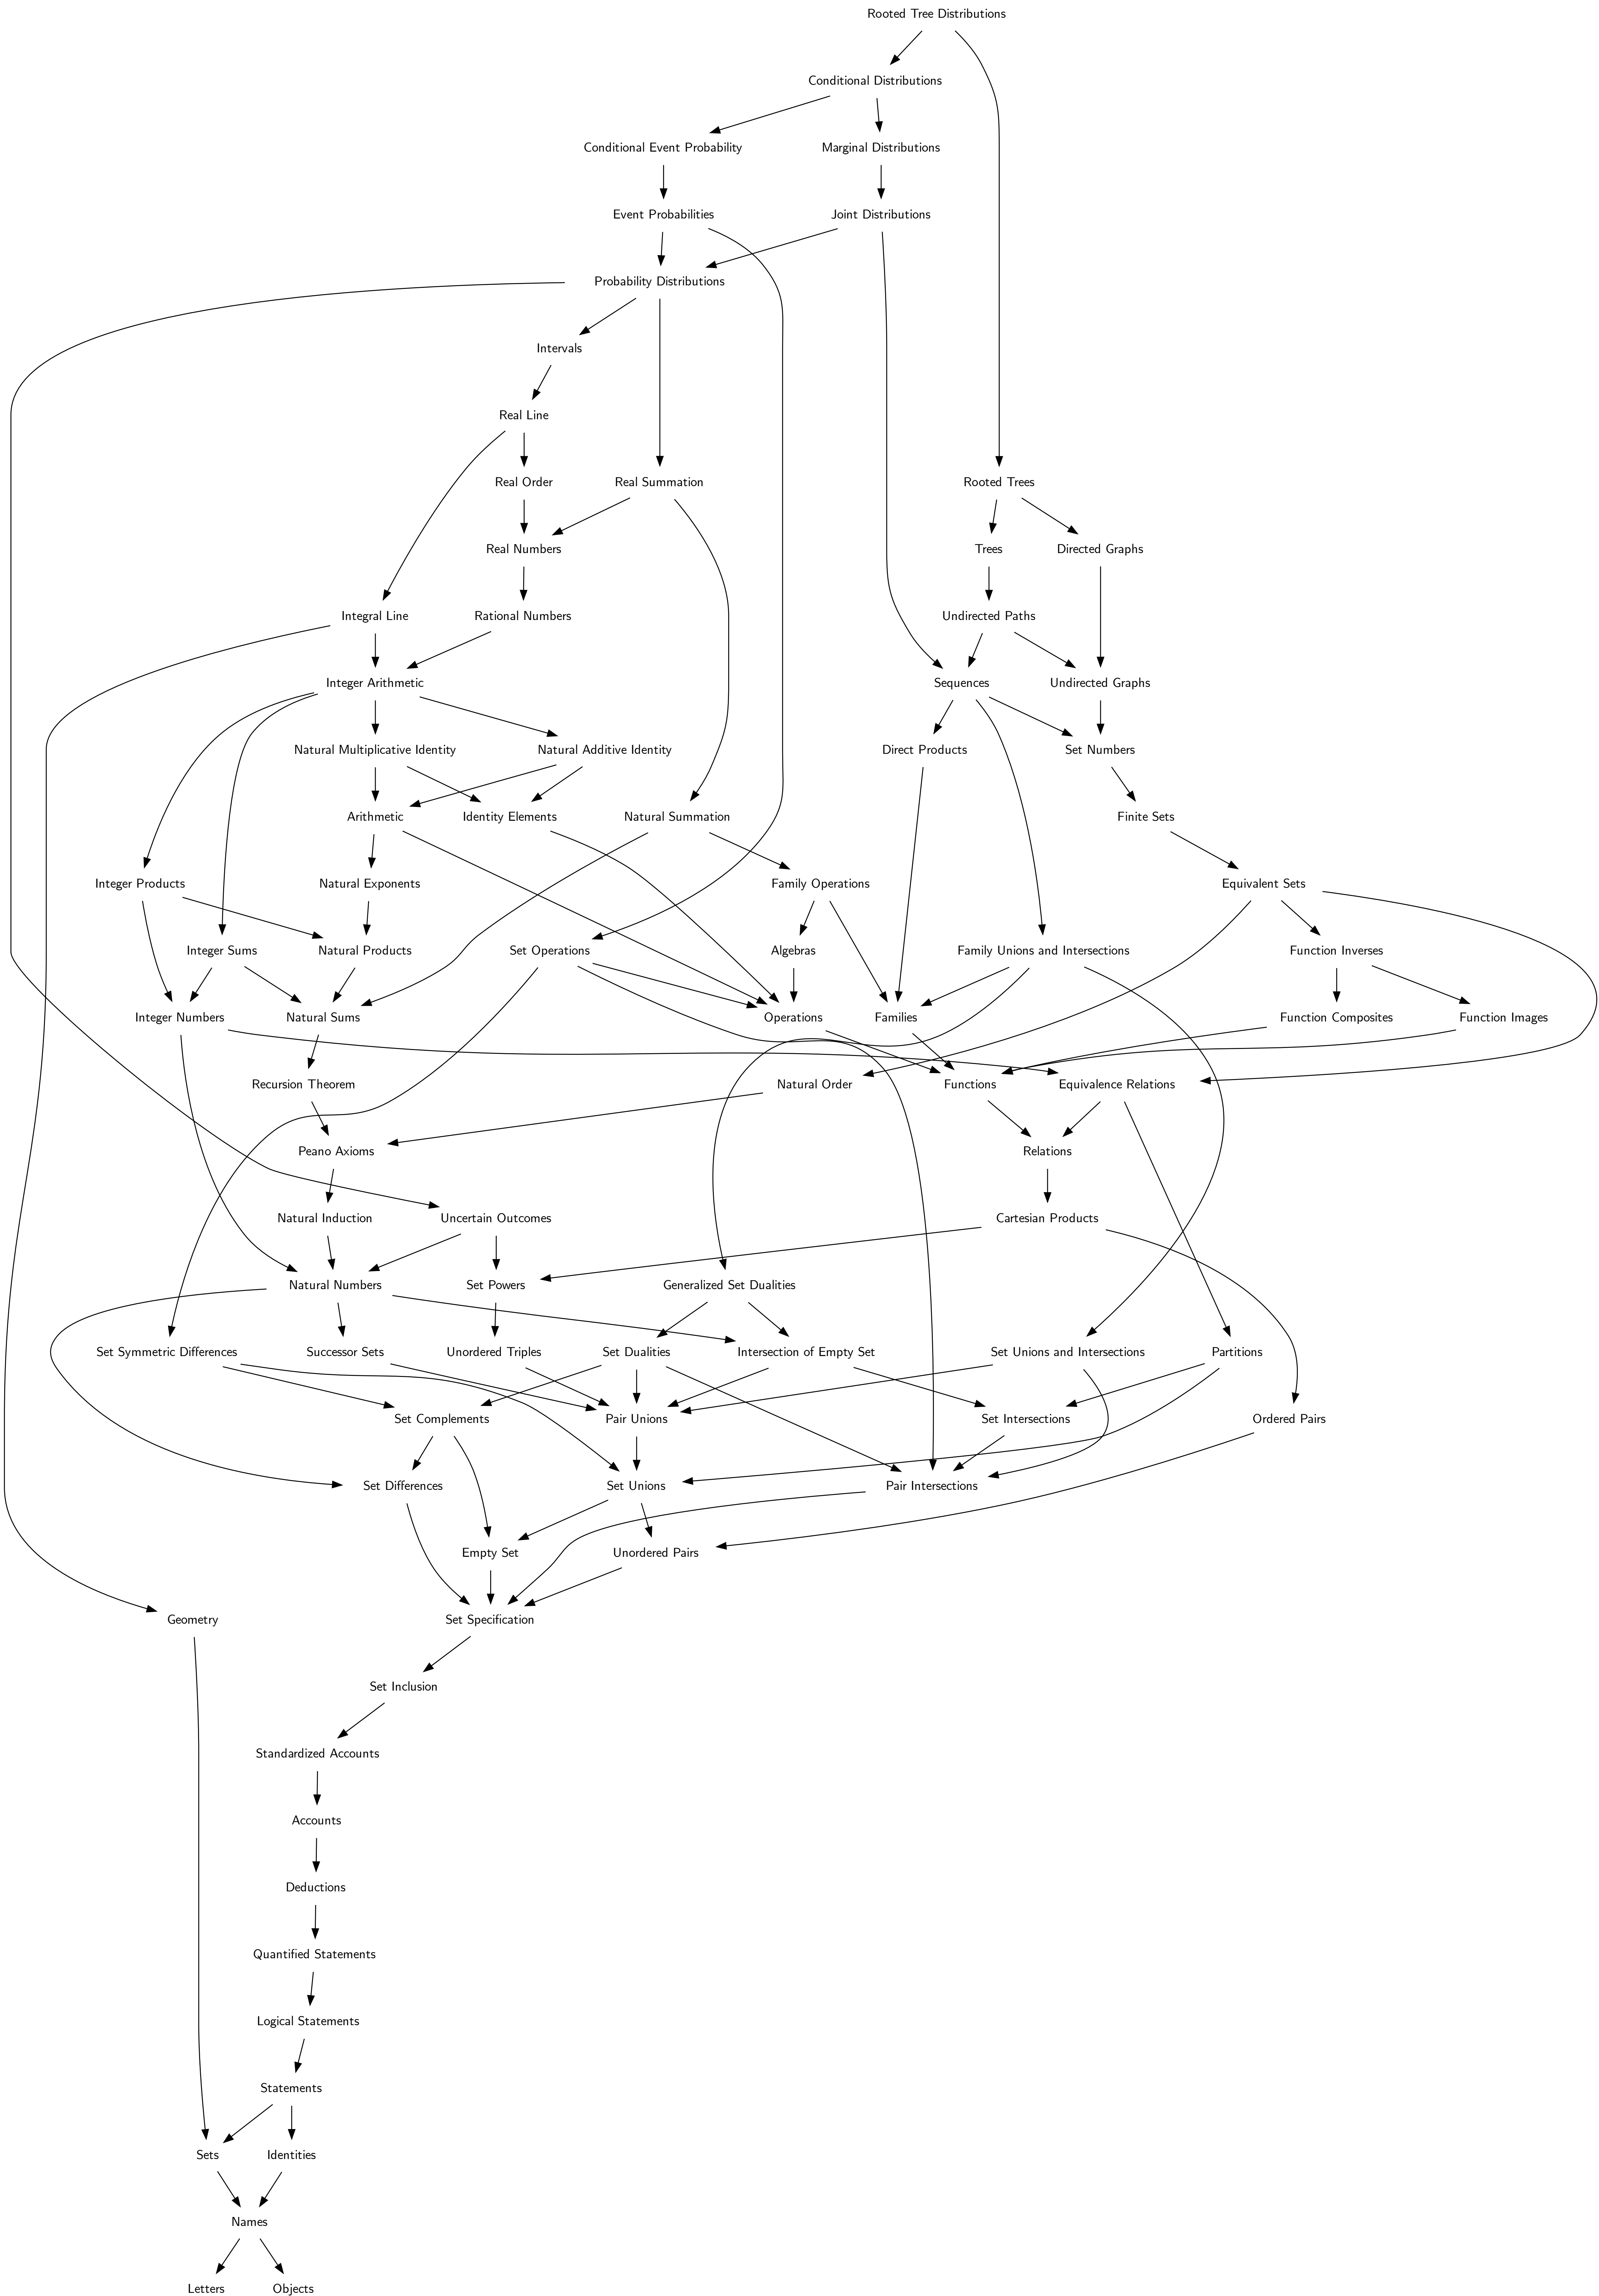 Rooted Tree Distributions
Conditional Distributions
Conditional Event Probability
Marginal Distributions
Event Probabilities
Joint Distributions
Probability Distributions
Intervals
Real Line
Real Order
Real Summation
Rooted Trees
Real Numbers
Trees
Directed Graphs
Integral Line
Rational Numbers
Undirected Paths
Integer Arithmetic
Sequences
Undirected Graphs
Natural Multiplicative Identity
Natural Additive Identity
Direct Products
Set Numbers
Arithmetic
Identity Elements
Natural Summation
Finite Sets
Integer Products
Natural Exponents
Family Operations
Equivalent Sets
Integer Sums
Natural Products
Set Operations
Algebras
Family Unions and Intersections
Function Inverses
Integer Numbers
Natural Sums
Operations
Families
Function Composites
Function Images
Recursion Theorem
Natural Order
Functions
Equivalence Relations
Peano Axioms
Relations
Natural Induction
Uncertain Outcomes
Cartesian Products
Natural Numbers
Set Powers
Generalized Set Dualities
Set Symmetric Differences
Successor Sets
Unordered Triples
Set Dualities
Intersection of Empty Set
Set Unions and Intersections
Partitions
Set Complements
Pair Unions
Set Intersections
Ordered Pairs
Set Differences
Set Unions
Pair Intersections
Empty Set
Unordered Pairs
Geometry
Set Specification
Set Inclusion
Standardized Accounts
Accounts
Deductions
Quantified Statements
Logical Statements
Statements
Sets
Identities
Names
Letters
Objects